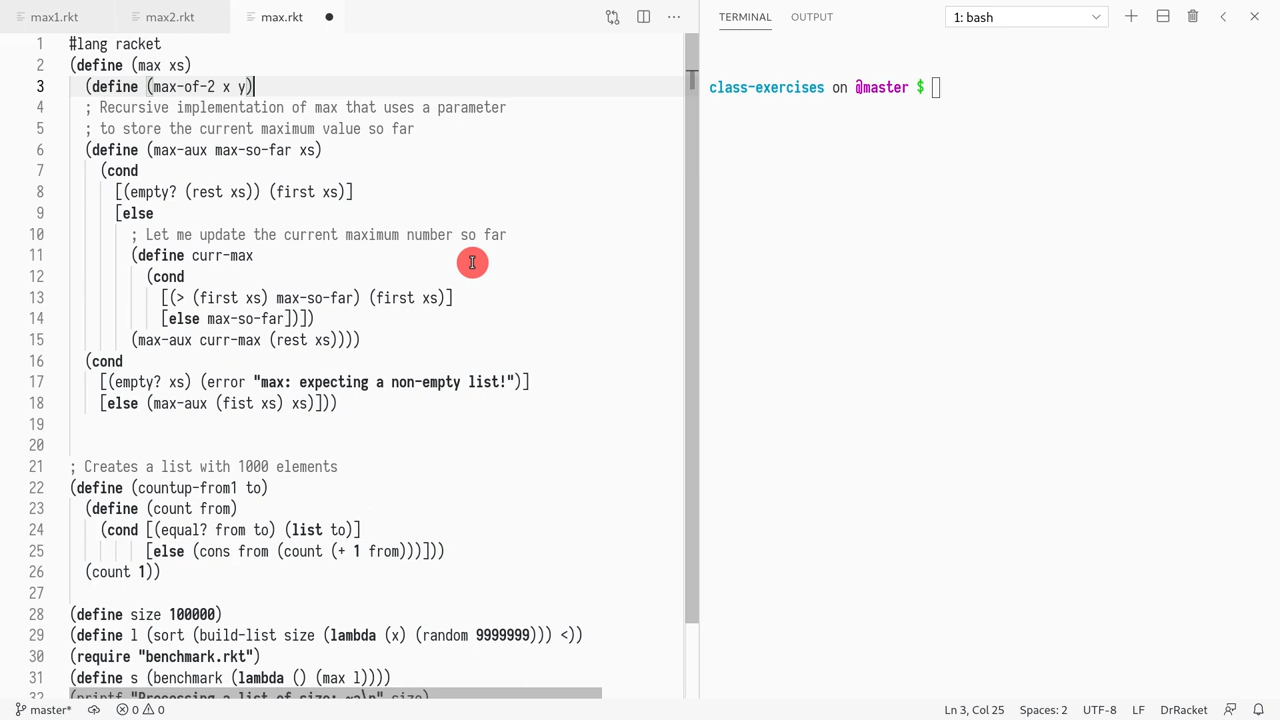 max1.rkt max2.rkt max.rkt
TERMINAL OUTPUT 1: bash
1 #lang racket
2 (define (max xs)
3 (define (max-of-2 x y)
4 ; Recursive implementation of max that uses a parameter
5 ; to store the current maximum value so far
6 (define (max-aux max-so-far xs)
7 (cond
8 [(empty? (rest xs)) (first xs)]
9 [else
10 ; Let me update the current maximum number so far
11 (define curr-max
12 (cond
13 [(> (first xs) max-so-far) (first xs)]
14 [else max-so-far])])
15 (max-aux curr-max (rest xs))))
16 (cond
17 [(empty? xs) (error "max: expecting a non-empty list!")]
18 [else (max-aux (fist xs) xs)]))
19
20
21 ; Creates a list with 1000 elements
22 (define (countup-from1 to)
23 (define (count from)
24 (cond [(equal? from to) (list to)]
25 [else (cons from (count (+ 1 from)))]))
26 (count 1))
27
28 (define size 100000)
29 (define l (sort (build-list size (lambda (x) (random 9999999))) <))
30 (require "benchmark.rkt")
31 (define s (benchmark (lambda () (max l))))
32 (printf "Processing a list of size: ~a\n" size)
class-exercises on @master $
master* 0 0 Ln 3, Col 25 Spaces: 2 UTF-8 LF DrRacket